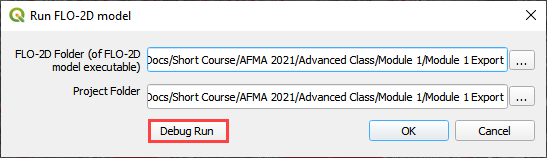 Run FLO-2D model
FLO-2D Folder (of FLO-2D
model executable)
Docs/Short Course/AFMA 2021/Advanced Class/Module 1/Module 1 Export
...
Project Folder
Docs/Short Course/AFMA 2021/Advanced Class/Module 1/Module 1 Export
...
Debug Run
OK
Cancel